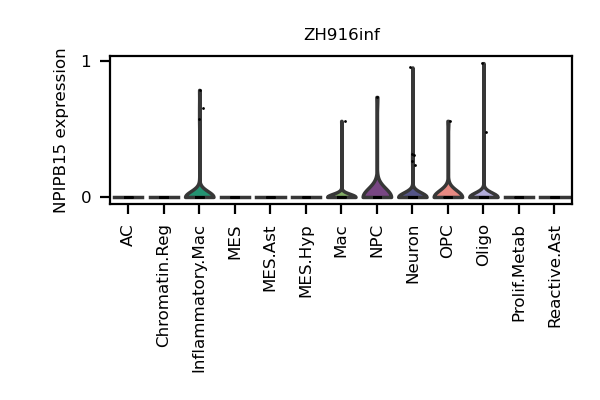 ZH916inf
NPIPB15 expression
1
0
AC
Chromatin.Reg
Inflammatory.Mac
MES
MES.Ast
MES.Hyp
Mac
NPC
Neuron
OPC
Oligo
Prolif.Metab
Reactive.Ast